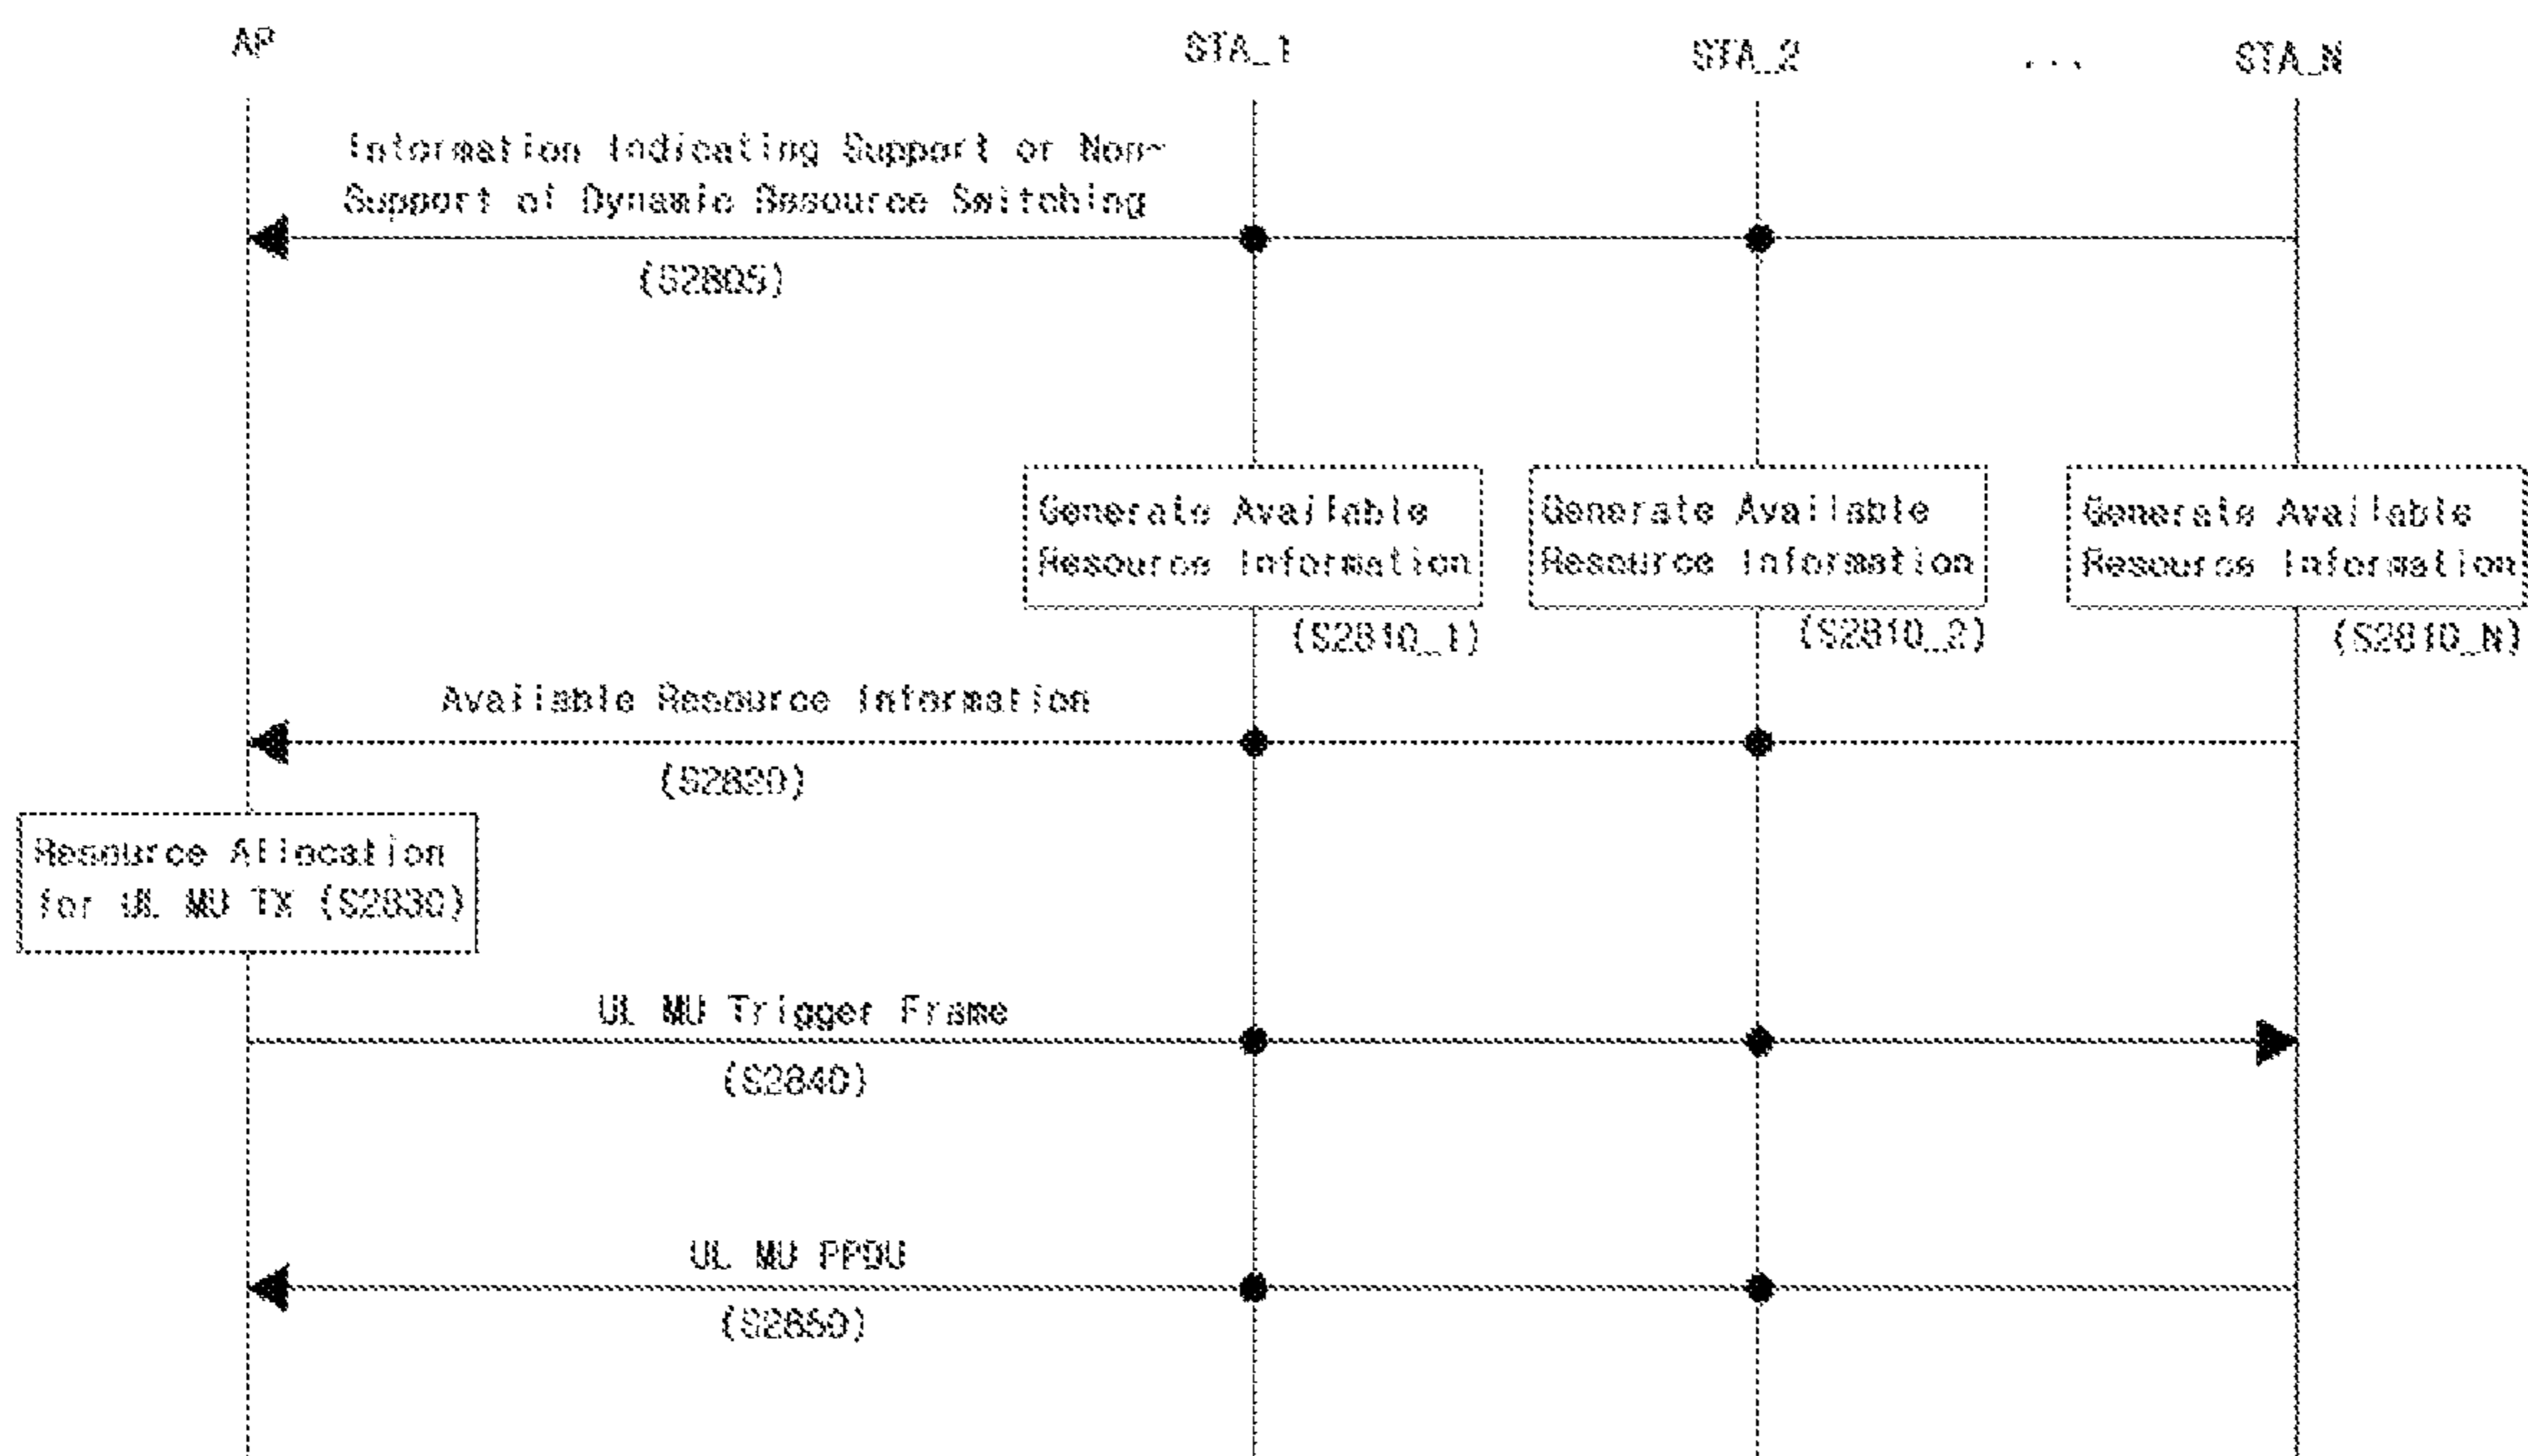 AP STA_1 STA_2 ... STA_N
Information Indicating Support or Non-
Support of Dynamic Resource Switching
(S2805)
Generate Available Generate Available Generate Available
Resource Information Resource Information Resource Information
(S2810_1) (S2810_2) (S2810_N)
Available Resource Information
(S2820)
Resource Allocation
for UL MU TX (S2830)
UL MU Trigger Frame
(S2840)
UL MU PPDU
(S2850)